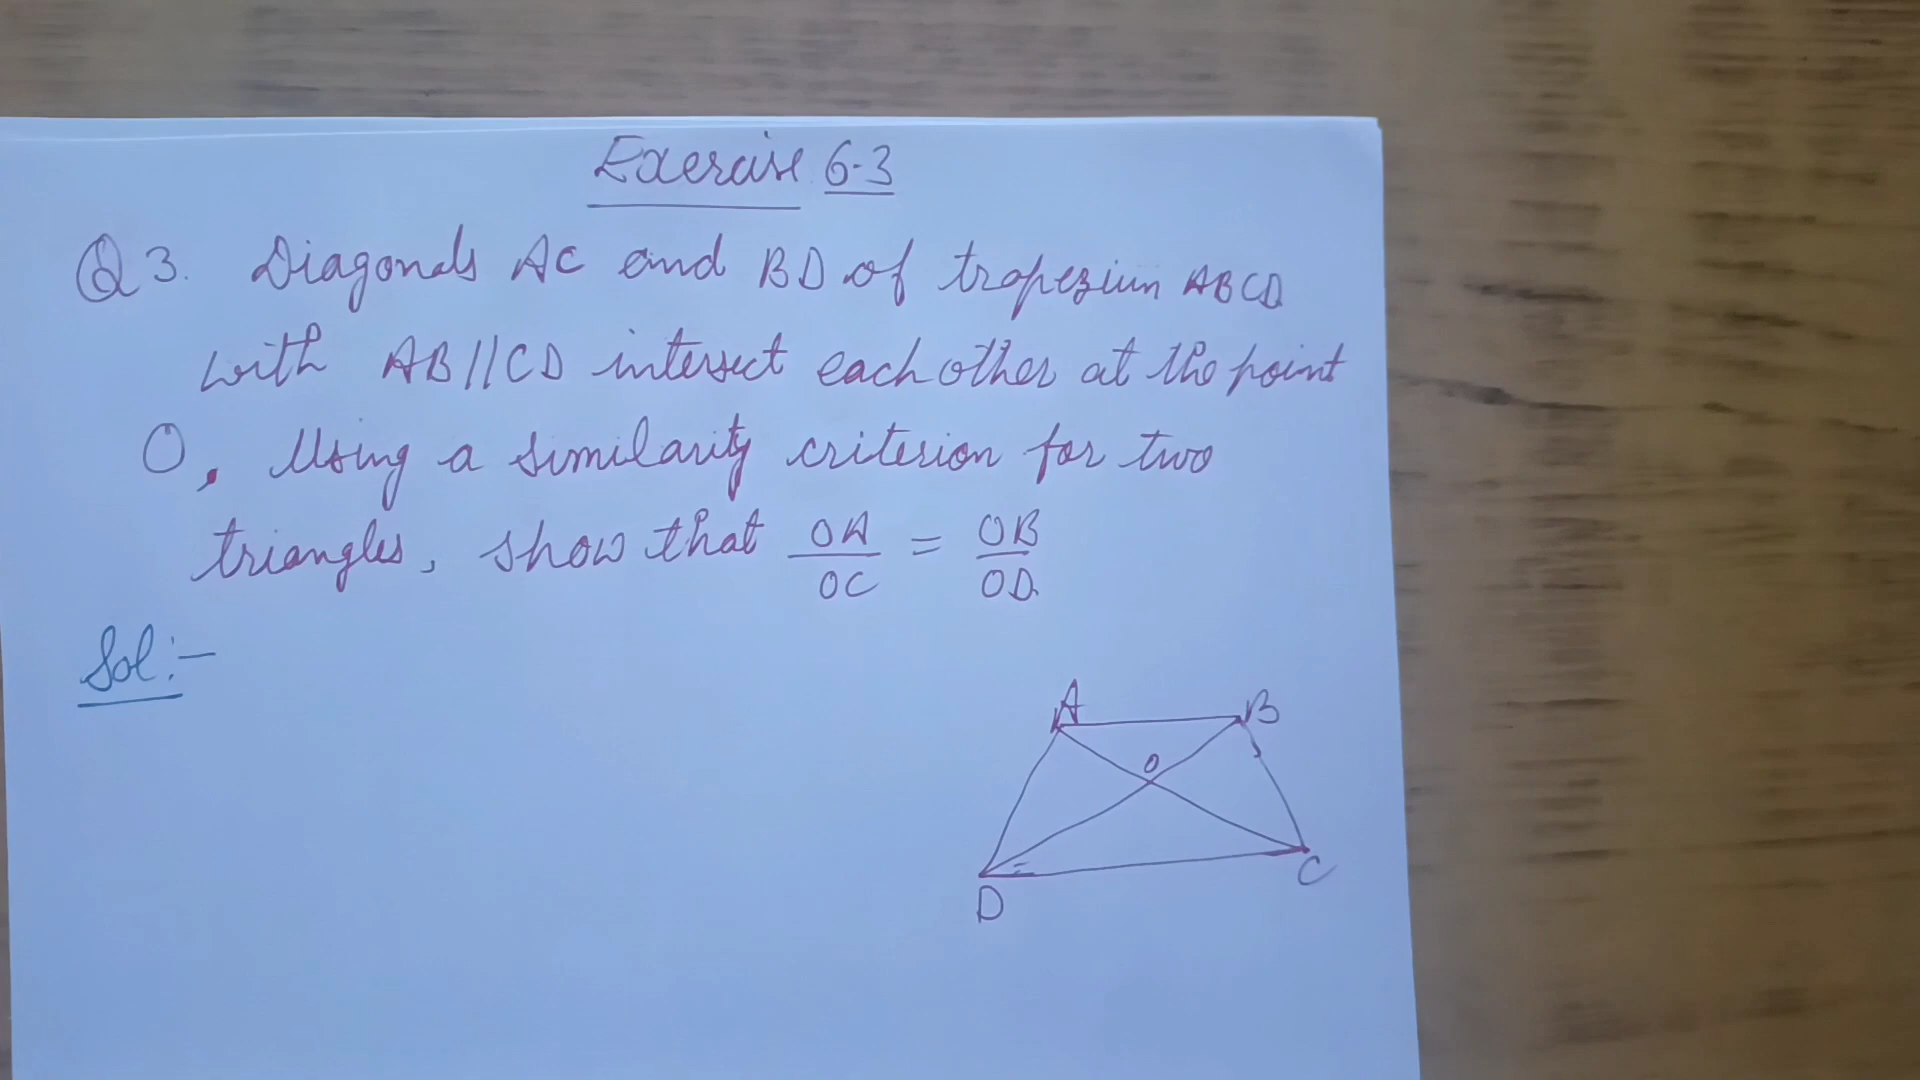 Exercise 6.3
Q3. Diagonals AC and BD of trapezium ABCD
with AB//CD intersect each other at the point
O, Using a similarity criterion for two
triangles, show that OA/OC = OB/OD.
Sol:-
A B
O
C
D